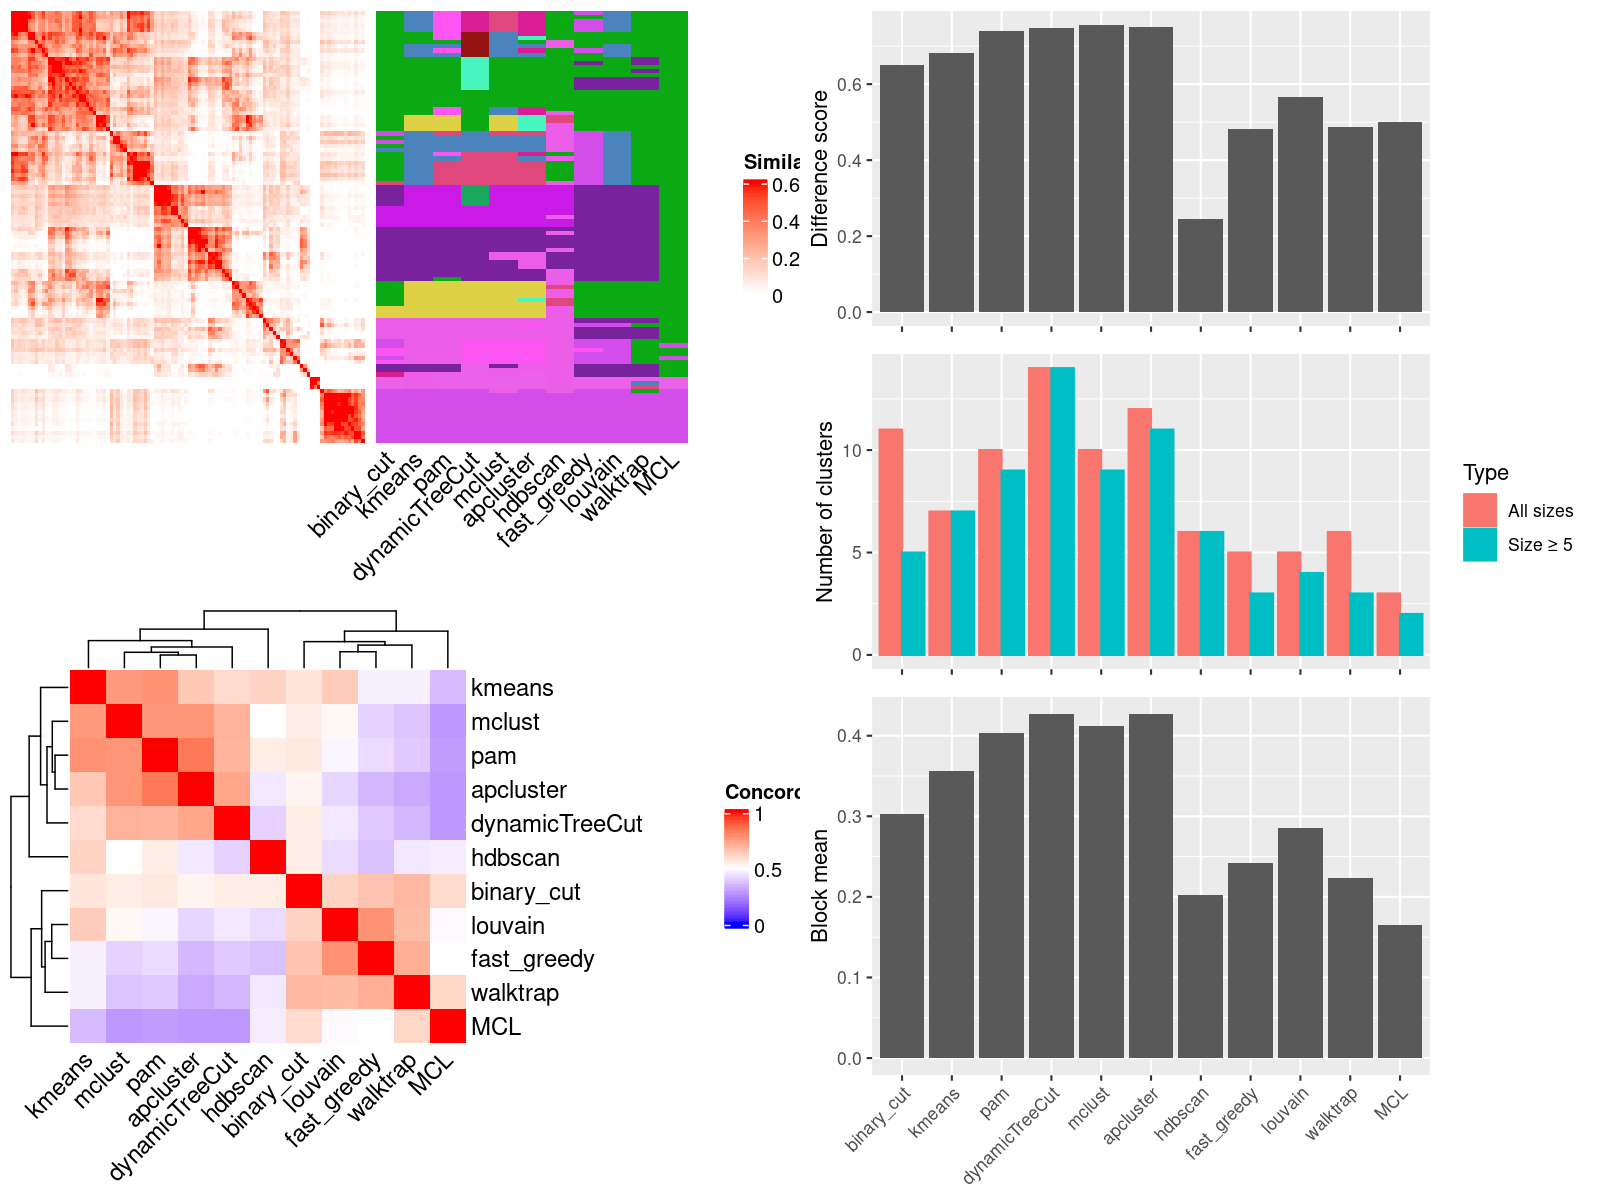 Simila
0.6
0.4
0.2
0
binary_cut
kmeans
pam
dynamicTreeCut
mclust
apcluster
hdbscan
fast_greedy
louvain
walktrap
MCL
kmeans
mclust
pam
apcluster
dynamicTreeCut
hdbscan
binary_cut
louvain
fast_greedy
walktrap
MCL
Concord
1
0.5
0
kmeans
mclust
pam
apcluster
dynamicTreeCut
hdbscan
binary_cut
louvain
fast_greedy
walktrap
MCL
Difference score
0.6
0.4
0.2
0.0
Number of clusters
10
5
0
Type
All sizes
Size ≥ 5
Block mean
0.4
0.3
0.2
0.1
0.0
binary_cut
kmeans
pam
dynamicTreeCut
mclust
apcluster
hdbscan
fast_greedy
louvain
walktrap
MCL